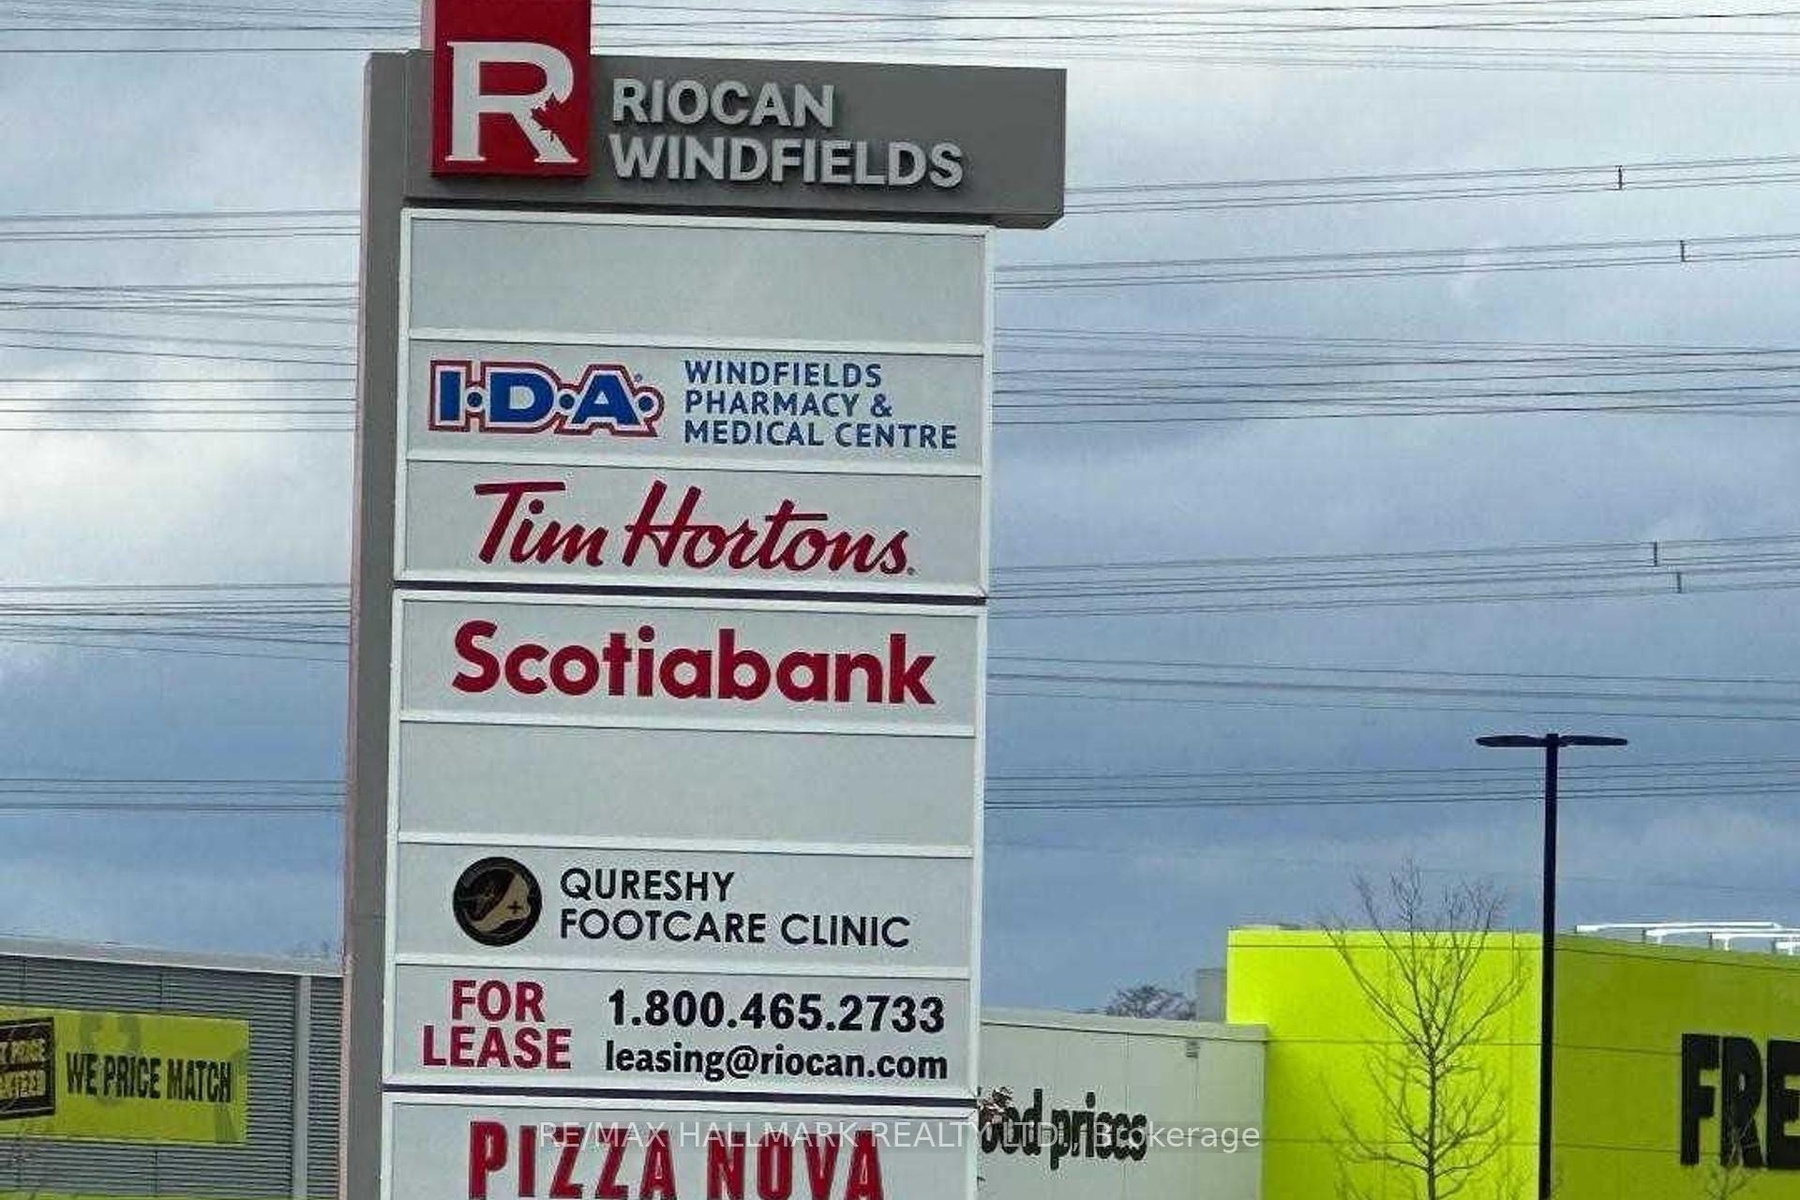 R
RIOCAN
WINDFIELDS
I·D·A·
WINDFIELDS
PHARMACY &
MEDICAL CENTRE
Tim Hortons.
Scotiabank
QURESHY
FOOTCARE CLINIC
FOR
LEASE
1.800.465.2733
leasing@riocan.com
PIZZA NOVA
WE PRICE MATCH
prices
FRE
RE/MAX HALLMARK REALTY LTD., Brokerage